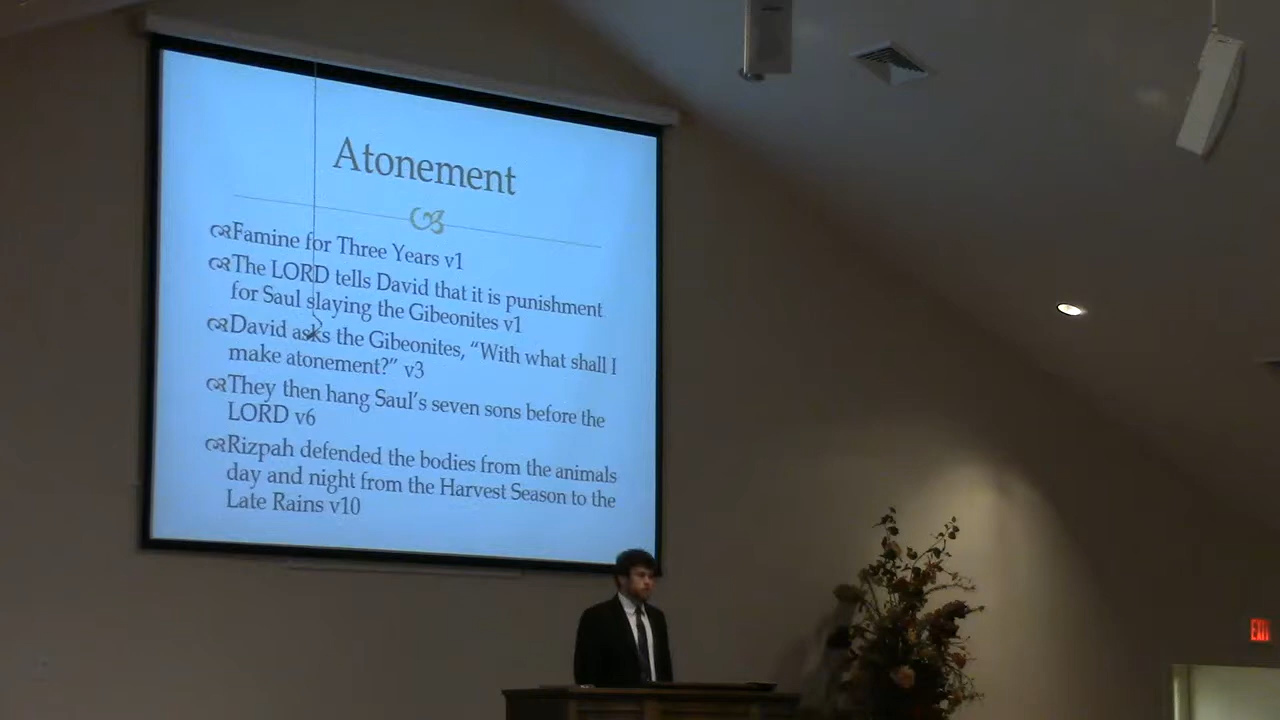 Atonement
Famine for Three Years v1
The LORD tells David that it is punishment
for Saul slaying the Gibeonites v1
David asks the Gibeonites, “With what shall I
make atonement?” v3
They then hang Saul’s seven sons before the
LORD v6
Rizpah defended the bodies from the animals
day and night from the Harvest Season to the
Late Rains v10
EXIT